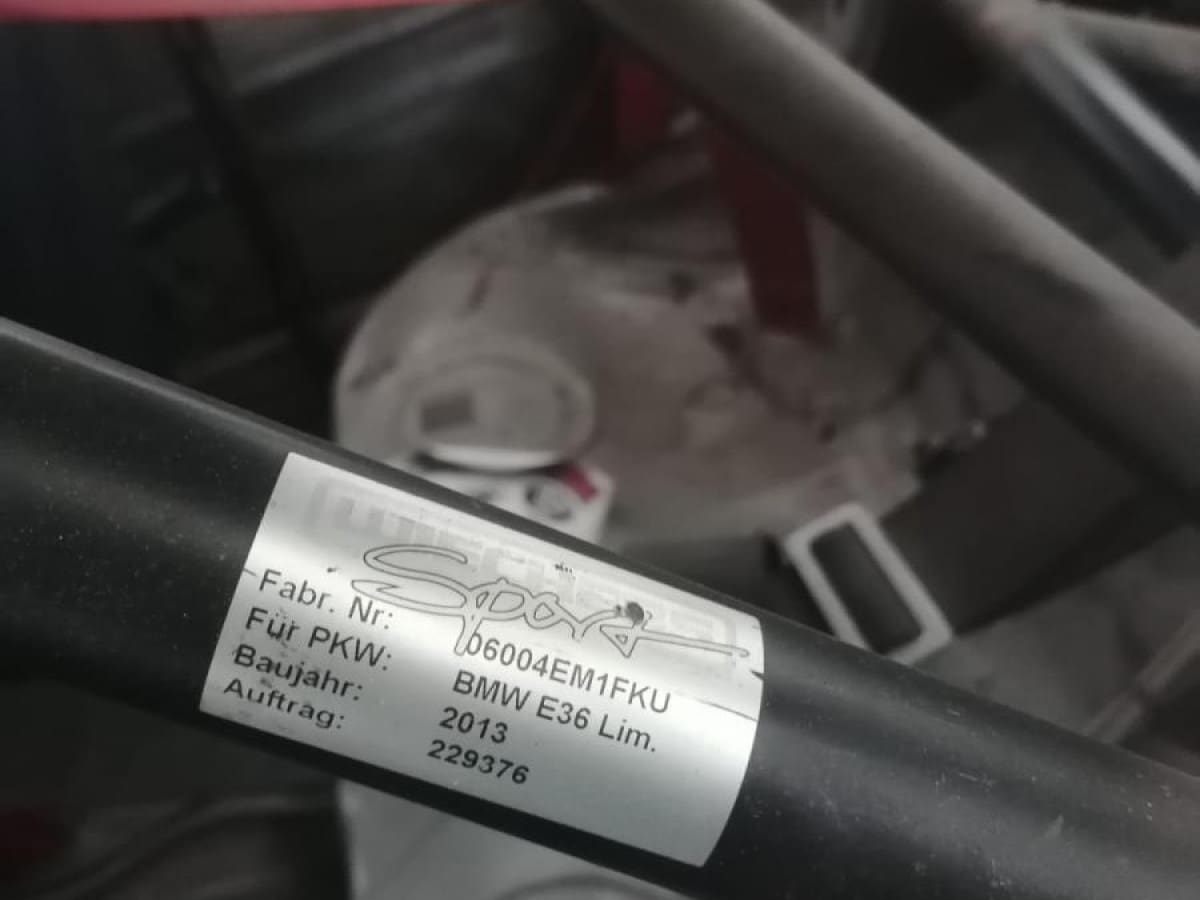 Sport
Fabr. Nr: 06004EM1FKU
Für PKW: BMW E36 Lim.
Baujahr: 2013
Auftrag: 229376